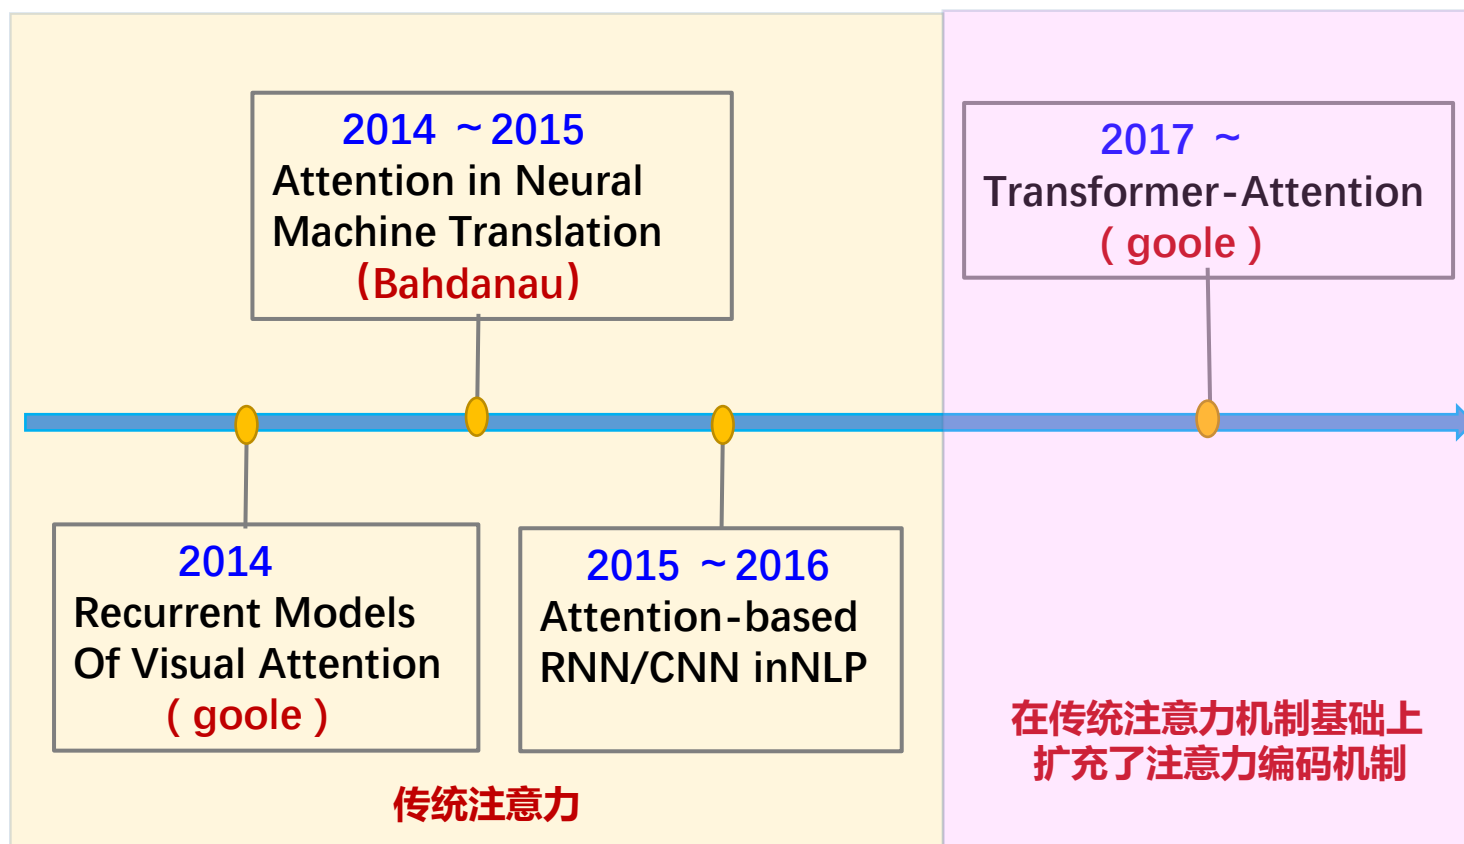 2014 ~ 2015
Attention in Neural
Machine Translation
(Bahdanau)
2017 ~
Transformer-Attention
( goole )
2014
Recurrent Models
Of Visual Attention
( goole )
2015 ~ 2016
Attention-based
RNN/CNN inNLP
传统注意力
在传统注意力机制基础上
扩充了注意力编码机制